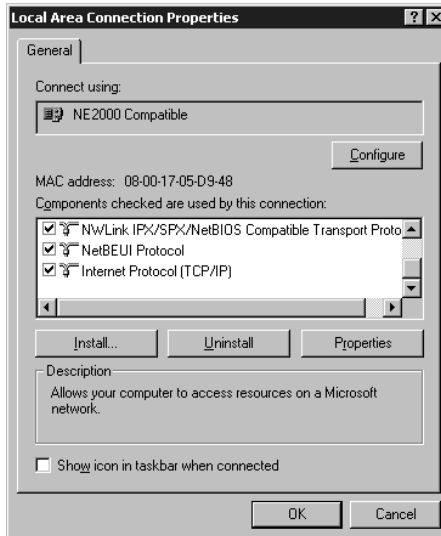 Local Area Connection Properties
General
Connect using:
NE2000 Compatible
Configure
MAC address: 08-00-17-05-D9-48
Components checked are used by this connection:
NWLink IPX/SPX/NetBIOS Compatible Transport Proto
NetBEUI Protocol
Internet Protocol (TCP/IP)
Install... Uninstall Properties
Description
Allows your computer to access resources on a Microsoft
network.
Show icon in taskbar when connected
OK Cancel